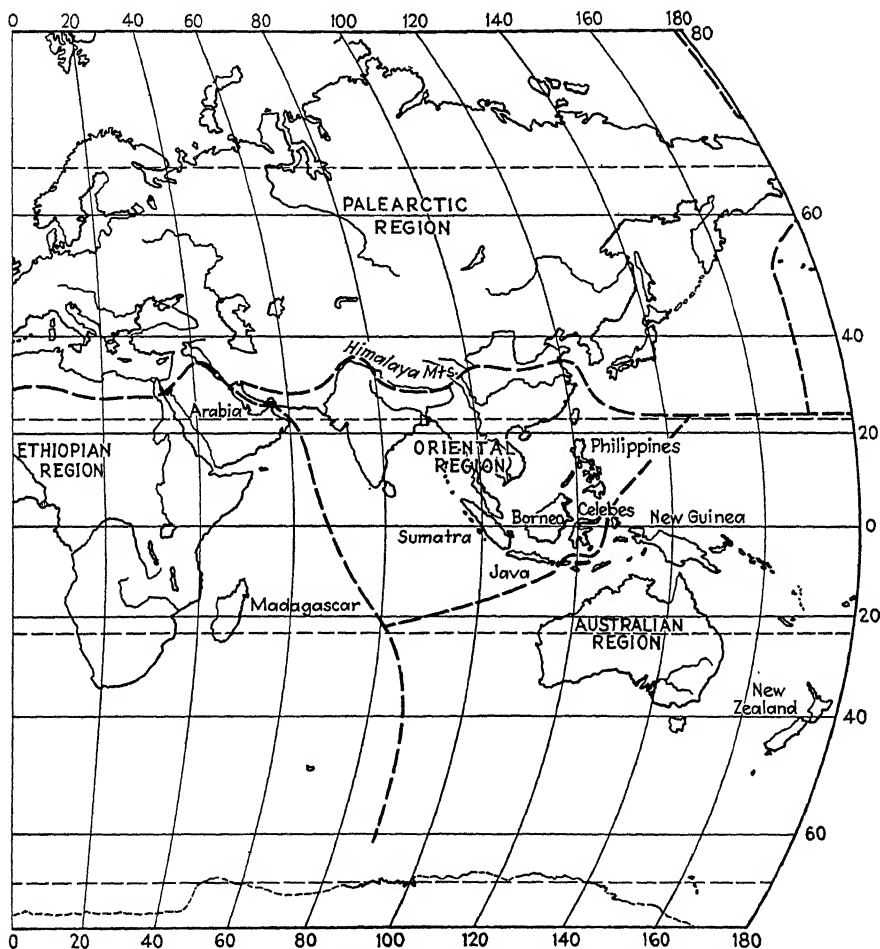 0 20 40 60 80 100 120 140 180
80
PALEARCTIC
REGION
60
40
Himalaya Mts.
Arabia
20
ETHIOPIAN
REGION
ORIENTAL
REGION
Philippines
Borneo
Celebes
New Guinea
0
Sumatra
Java
Madagascar
20
AUSTRALIAN
REGION
New
Zealand
40
60
0 20 40 60 80 100 120 140 160 180